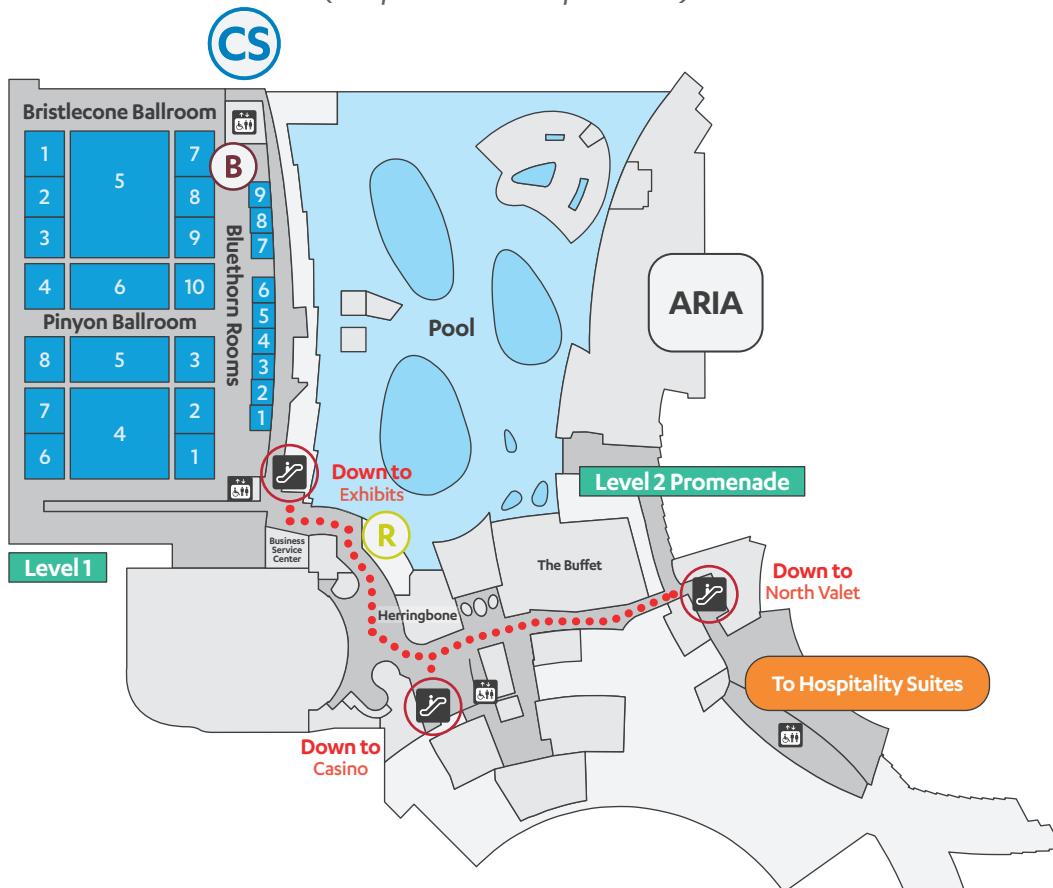 CS
Bristlecone Ballroom
1
5
7
B
2
8
9
3
9
8
7
4
6
10
Bluethorn Rooms
6
5
4
3
2
1
Pinyon Ballroom
8
5
3
7
4
2
6
1
Pool
ARIA
Down to
Exhibits
Level 2 Promenade
R
Business
Service
Center
Level 1
The Buffet
Herringbone
Down to
North Valet
To Hospitality Suites
Down to
Casino